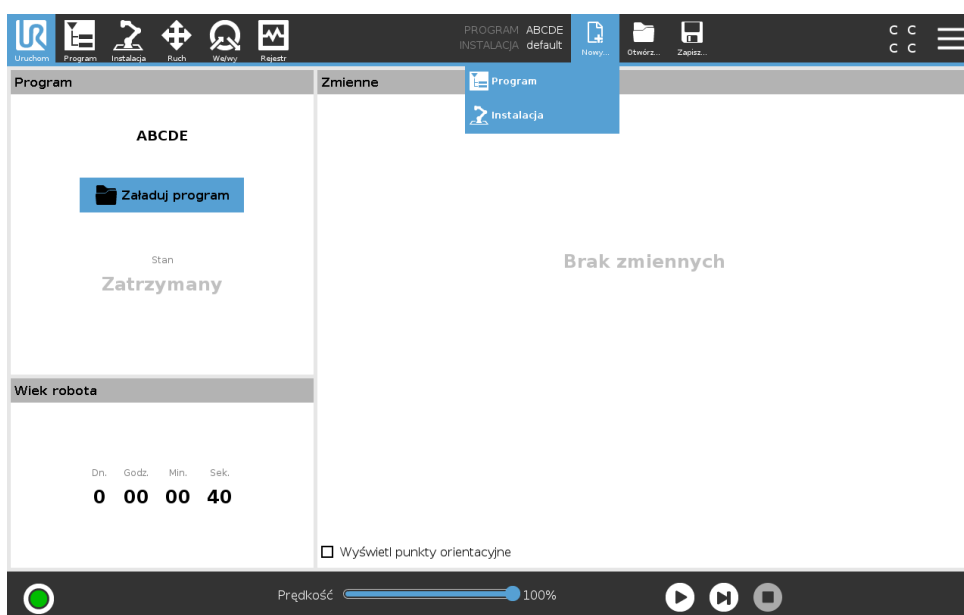 UR
PROGRAM ABCDE
INSTALACJA default
C C
C C
Uruchom Program Instalacja Ruch We/wy Rejestr Nowy... Otwórz... Zapisz...
Program
Instalacja
Program
Zmienne
ABCDE
Załaduj program
Stan
Zatrzymany
Brak zmiennych
Wiek robota
Dn. Godz. Min. Sek.
0 00 00 40
Wyświetl punkty orientacyjne
Prędkość 100%